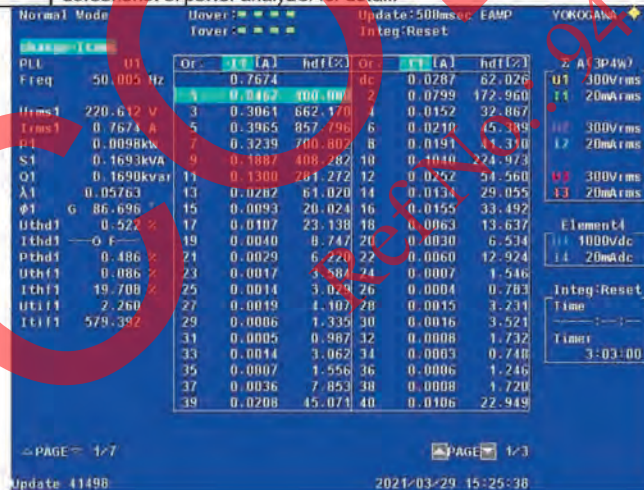 Normal Mode Uover: Update:500msec EAMP YOKOGAWA
Iover: Integ:Reset
change Items
PLL U1 Or. I1 [A] hdf[%] Or. I1 [A] hdf[%] Σ A(3P4W)
Freq 50.005 Hz 0.7674 dc 0.0287 62.026 U1 300Vrms
1 0.0462 100.000 2 0.0799 172.960 I1 20mArms
Urms1 220.612 V 3 0.3061 662.170 4 0.0152 32.867
Irms1 0.7674 A 5 0.3965 857.796 6 0.0210 45.389 300Vrms
P1 0.0098kW 7 0.3239 700.802 8 0.0191 41.310 I2 20mArms
S1 0.1693kVA 9 0.1887 408.282 10 0.1040 224.973
Q1 0.1690kvar 11 0.1300 281.272 12 0.0252 54.560 U3 300Vrms
λ1 0.05763 13 0.0282 61.020 14 0.0134 29.055 I3 20mArms
φ1 G 86.696 ° 15 0.0093 20.024 16 0.0155 33.492
Uthd1 0.522 % 17 0.0107 23.138 18 0.0063 13.637 Element4
Ithd1 O F 19 0.0040 8.747 20 0.0030 6.534 1000Vdc
Pthd1 0.486 % 21 0.0029 6.220 22 0.0060 12.924 I4 20mAdc
Uthf1 0.086 % 23 0.0017 3.584 24 0.0007 1.546
Ithf1 19.708 % 25 0.0014 3.029 26 0.0004 0.783 Integ:Reset
Utif1 2.260 27 0.0019 4.107 28 0.0015 3.231 Time
Itif1 579.392 29 0.0006 1.335 30 0.0016 3.521
31 0.0005 0.987 32 0.0008 1.732 Timer
33 0.0014 3.062 34 0.0003 0.748 3:03:00
35 0.0007 1.556 36 0.0006 1.246
37 0.0036 7.853 38 0.0008 1.720
39 0.0208 45.071 40 0.0106 22.949
PAGE 1/7 PAGE 1/3
Update 41498 2021/03/29 15:25:38